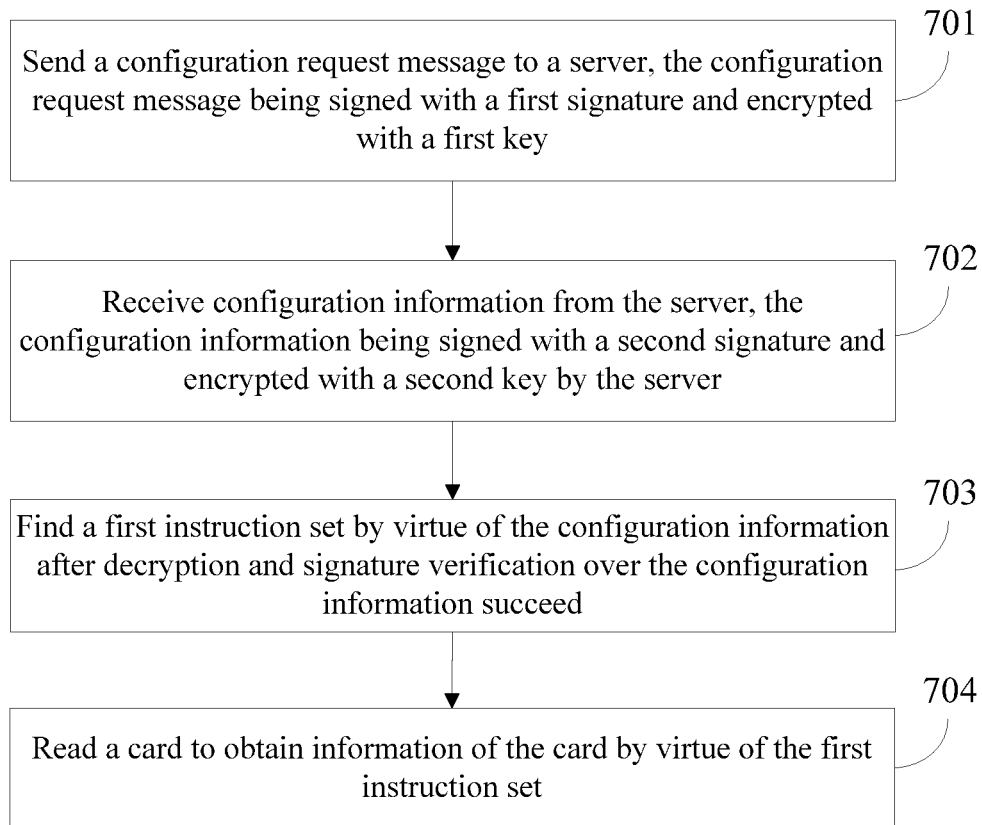 701
Send a configuration request message to a server, the configuration
request message being signed with a first signature and encrypted
with a first key
702
Receive configuration information from the server, the
configuration information being signed with a second signature and
encrypted with a second key by the server
703
Find a first instruction set by virtue of the configuration information
after decryption and signature verification over the configuration
information succeed
704
Read a card to obtain information of the card by virtue of the first
instruction set